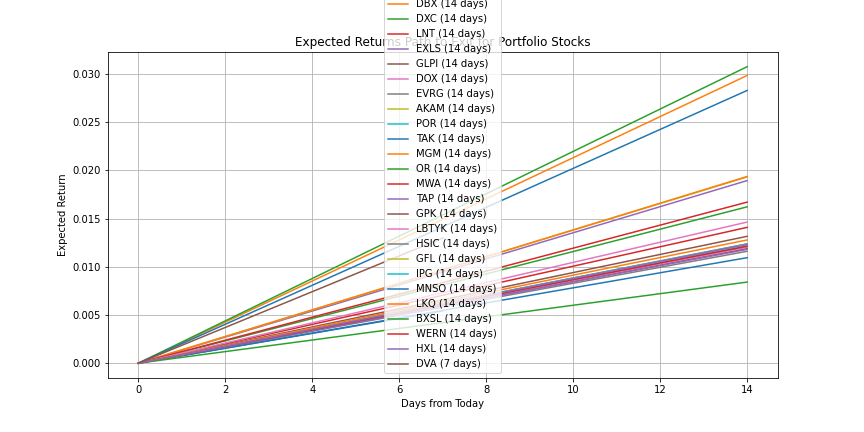 DBX (14 days)
DXC (14 days)
LNT (14 days)
Expected Returns Path to Exit for Portfolio Stocks
EXLS (14 days)
GLPI (14 days)
DOX (14 days)
EVRG (14 days)
AKAM (14 days)
POR (14 days)
TAK (14 days)
MGM (14 days)
OR (14 days)
MWA (14 days)
TAP (14 days)
GPK (14 days)
LBTYK (14 days)
HSIC (14 days)
GFL (14 days)
IPG (14 days)
MNSO (14 days)
LKQ (14 days)
BXSL (14 days)
WERN (14 days)
HXL (14 days)
DVA (7 days)
0.030
0.025
0.020
0.015
0.010
0.005
0.000
Expected Return
0 2 4 6 8 10 12 14
Days from Today